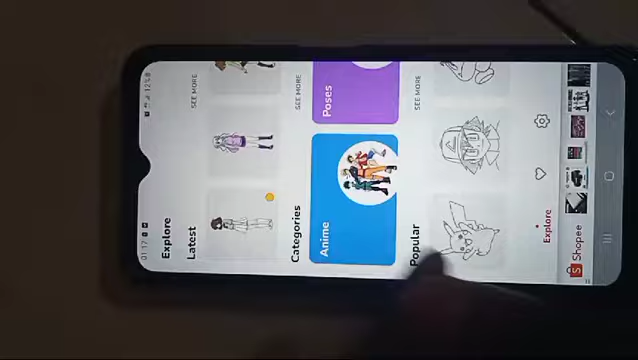 01:17
12%
Explore
Latest
SEE MORE
Categories
SEE MORE
Anime
Poses
Popular
SEE MORE
Explore
Shopee